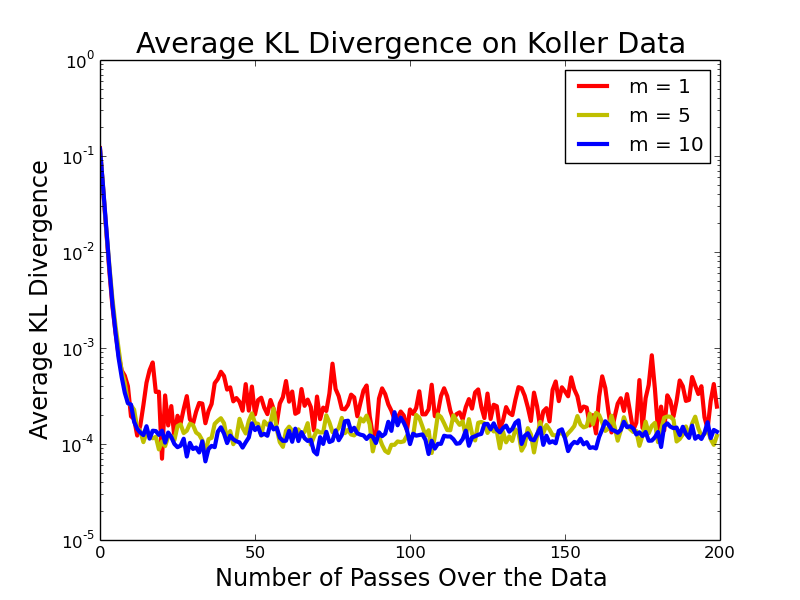 Average KL Divergence on Koller Data
10^0
10^-1
10^-2
10^-3
10^-4
10^-5
Average KL Divergence
m = 1
m = 5
m = 10
0 50 100 150 200
Number of Passes Over the Data